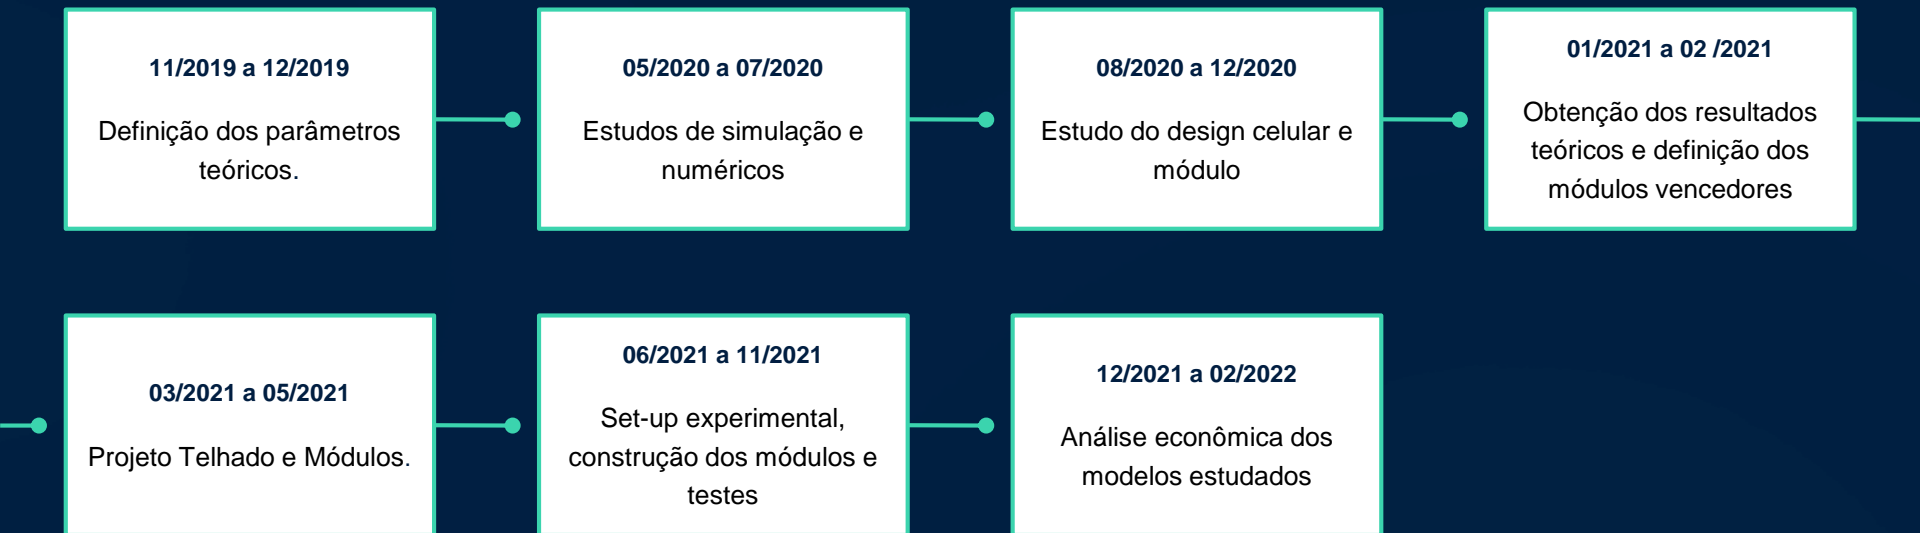 11/2019 a 12/2019
Definição dos parâmetros
teóricos.
05/2020 a 07/2020
Estudos de simulação e
numéricos
08/2020 a 12/2020
Estudo do design celular e
módulo
01/2021 a 02 /2021
Obtenção dos resultados
teóricos e definição dos
módulos vencedores
03/2021 a 05/2021
Projeto Telhado e Módulos.
06/2021 a 11/2021
Set-up experimental,
construção dos módulos e
testes
12/2021 a 02/2022
Análise econômica dos
modelos estudados